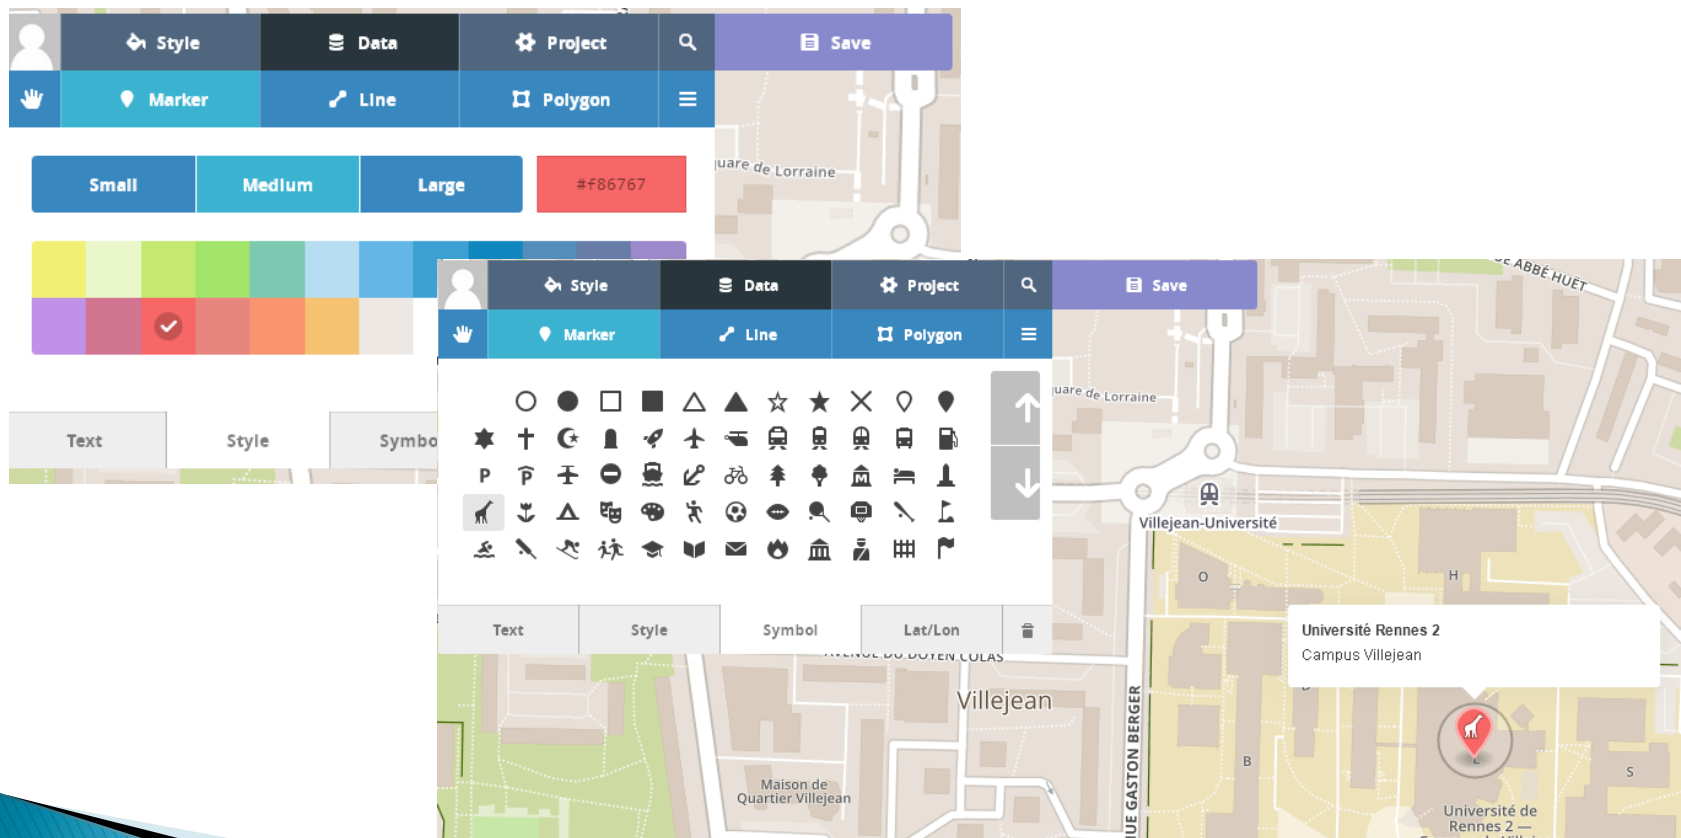 Style
Data
Project
Save
Marker
Line
Polygon
Small
Medium
Large
#f86767
Text
Style
Symbo
uare de Lorraine
Style
Data
Project
Save
Marker
Line
Polygon
P
P
M
Text
Style
Symbol
Lat/Lon
E ABBÉ HUËT
uare de Lorraine
Villejean-Université
O
H
Université Rennes 2
Campus Villejean
AVENUE DU DOYEN COLAS
Villejean
UE GASTON BERGER
B
S
Maison de
Quartier Villejean
Université de
Rennes 2 —